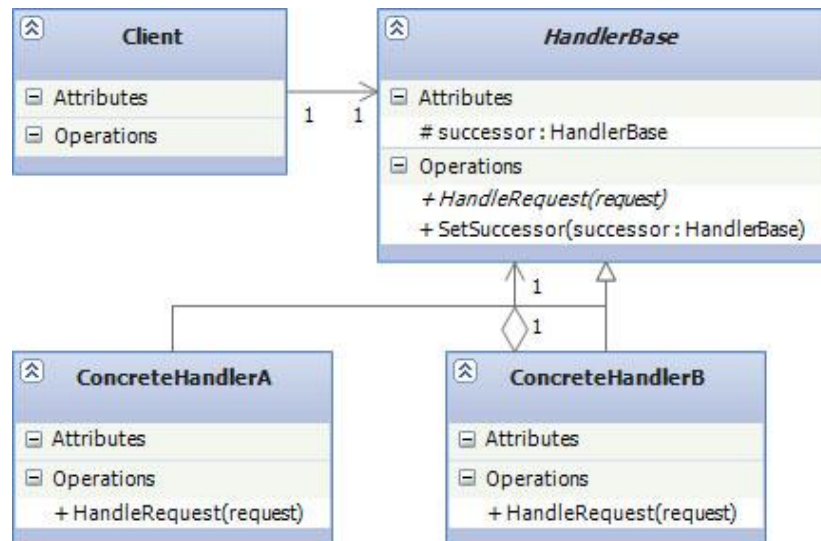 Client
Attributes
Operations
1 1
HandlerBase
Attributes
# successor : HandlerBase
Operations
+ HandleRequest(request)
+ SetSuccessor(successor : HandlerBase)
1
1
ConcreteHandlerA
Attributes
Operations
+ HandleRequest(request)
ConcreteHandlerB
Attributes
Operations
+ HandleRequest(request)